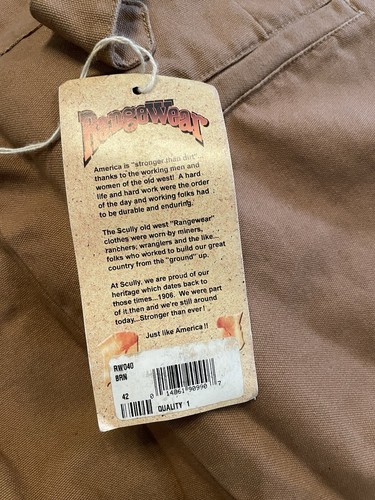 RangeWear
America is "stronger than dirt"
thanks to the working men and
women of the old west! A hard
life and hard work were the order
of the day and working folks had
to be durable and enduring.
The Scully old west "Rangewear"
clothes were worn by miners,
ranchers, wranglers and the like...
folks who worked to build our great
country from the "ground" up.
At Scully, we are proud of our
heritage which dates back to
those times...1906. We were part
of it then and we're still around
today...Stronger than ever!
Just like America!!
RW040
BRN
42
0 14061 90990 7
QUALITY 1